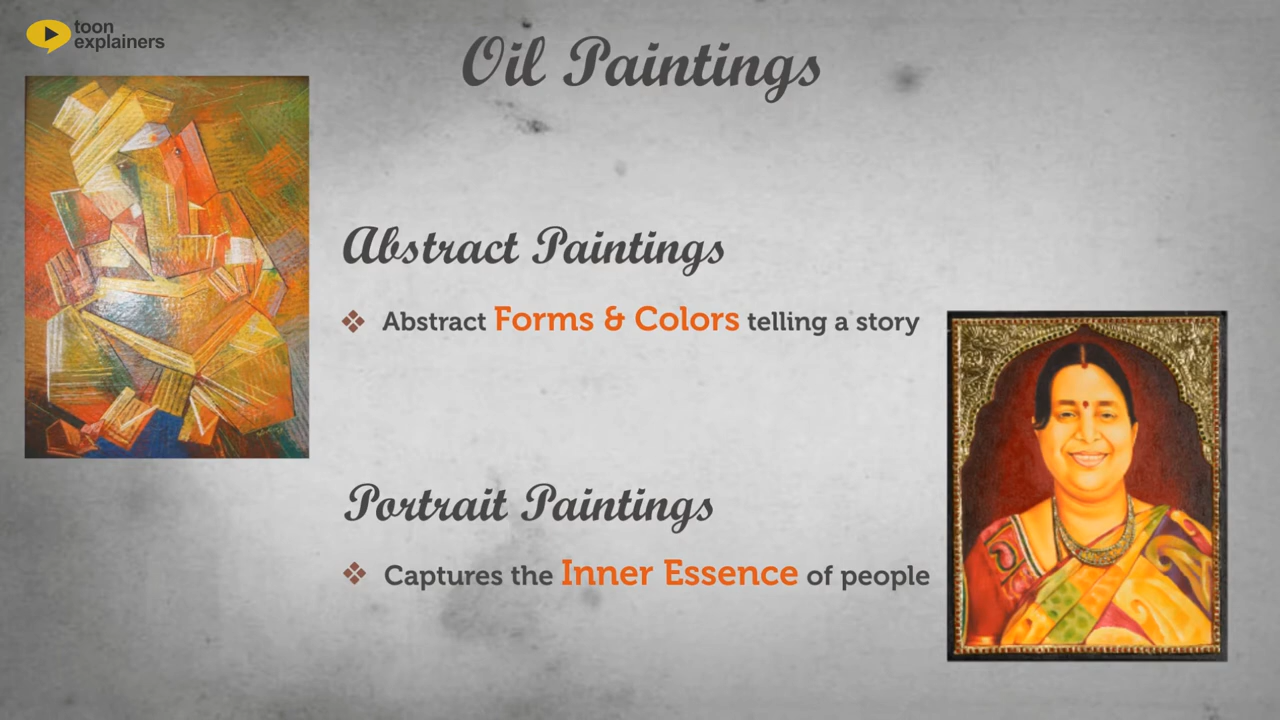 toon
explainers
Oil Paintings
Abstract Paintings
Abstract Forms & Colors telling a story
Portrait Paintings
Captures the Inner Essence of people